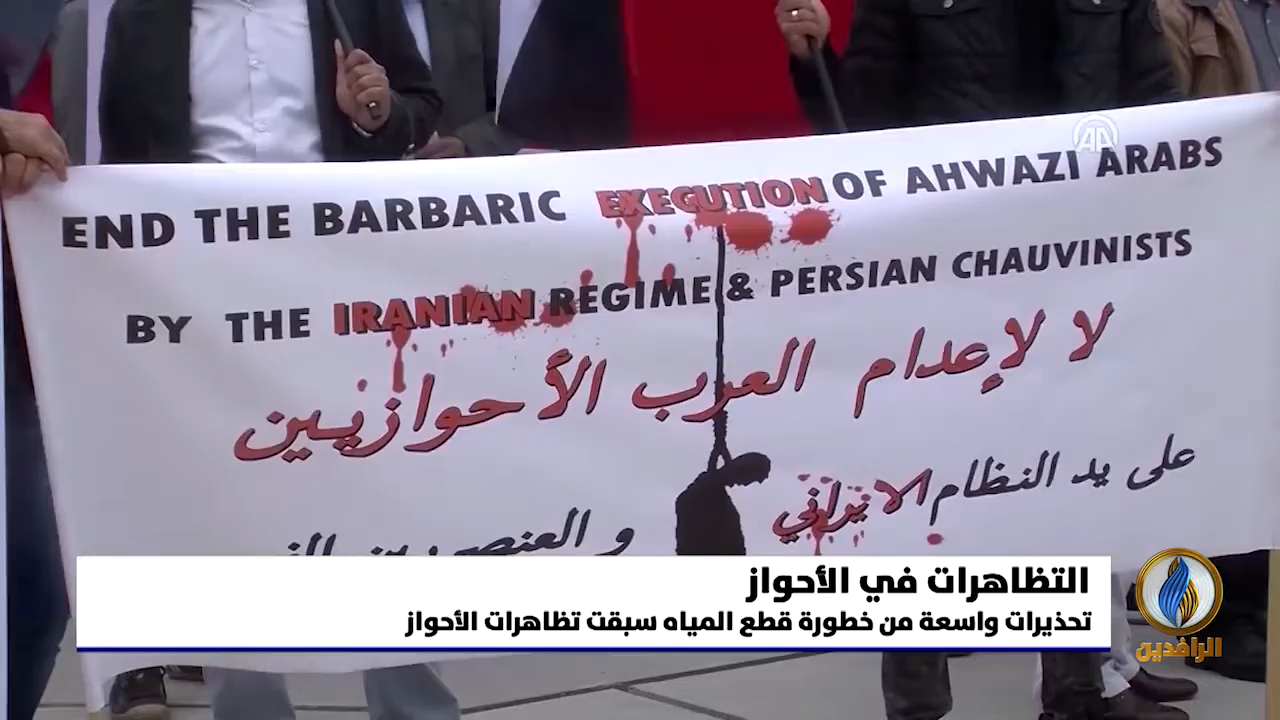 AA
END THE BARBARIC EXECUTION OF AHWAZI ARABS
BY THE IRANIAN REGIME & PERSIAN CHAUVINISTS
لا لإعدام العرب الأحوازيين
على يد النظام الايراني
و
التظاهرات في الأحواز
تحذيرات واسعة من خطورة قطع المياه سبقت تظاهرات الأحواز
الرافدين